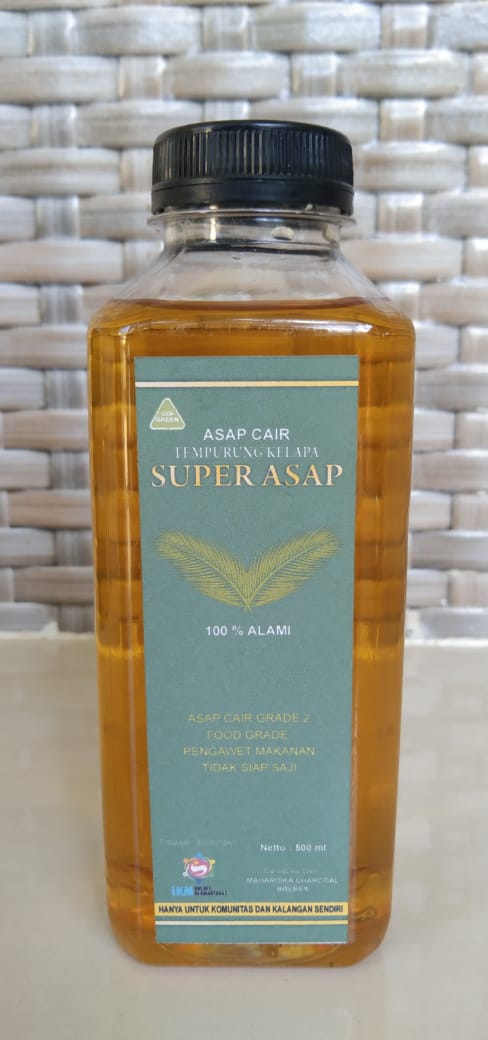 GREEN
ASAP CAIR
TEMPURUNG KELAPA
SUPER ASAP
100 % ALAMI
ASAP CAIR GRADE 2
FOOD GRADE
PENGAWET MAKANAN
TIDAK SIAP SAJI
Netto : 500 ml
IKM
MAHARDIKA CHARCOAL
BREBES
HANYA UNTUK KOMUNITAS DAN KALANGAN SENDIRI